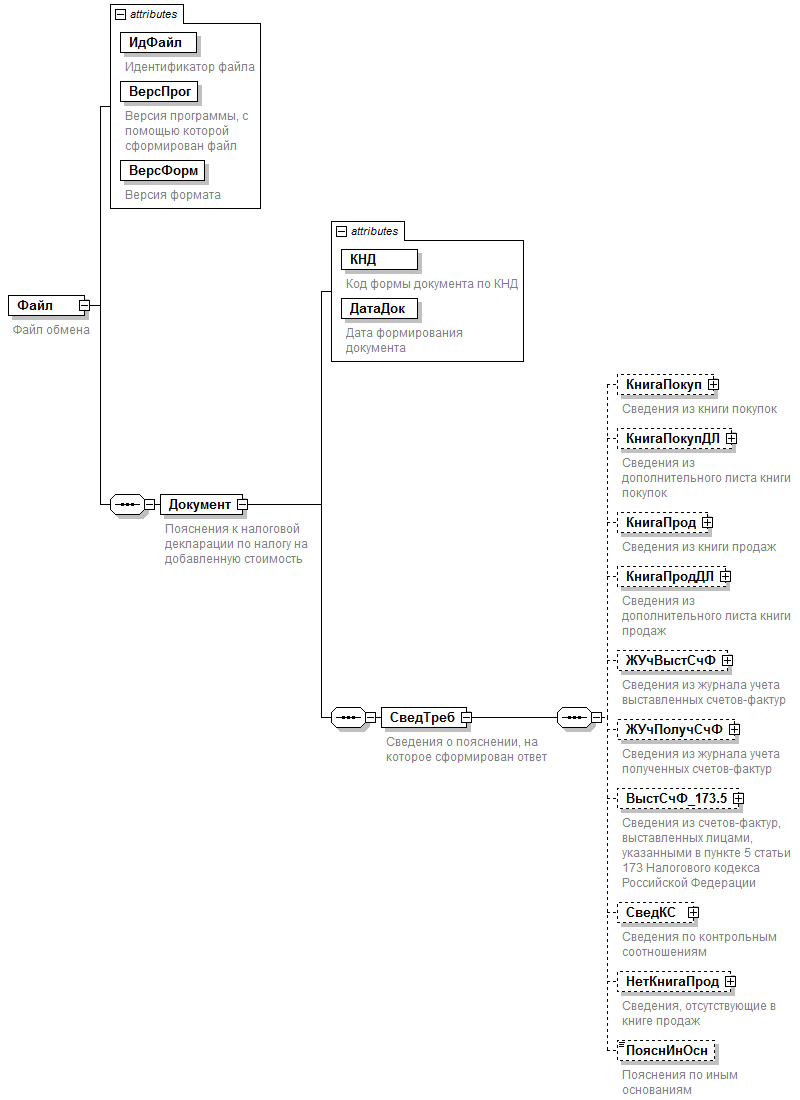 attributes
ИдФайл
Идентификатор файла
ВерсПрог
Версия программы, с
помощью которой
сформирован файл
ВерсФорм
Версия формата
attributes
КНД
Код формы документа по КНД
ДатаДок
Дата формирования
документа
Файл
Файл обмена
КнигаПокуп
Сведения из книги покупок
КнигаПокупДЛ
Сведения из
дополнительного листа книги
покупок
Документ
Пояснения к налоговой
декларации по налогу на
добавленную стоимость
КнигаПрод
Сведения из книги продаж
КнигаПродДЛ
Сведения из
дополнительного листа книги
продаж
ЖУчВыстСчФ
Сведения из журнала учета
выставленных счетов-фактур
СведТреб
Сведения о пояснении, на
которое сформирован ответ
ЖУчПолучСчФ
Сведения из журнала учета
полученных счетов-фактур
ВыстСчФ_173.5
Сведения из счетов-фактур,
выставленных лицами,
указанными в пункте 5 статьи
173 Налогового кодекса
Российской Федерации
СведКС
Сведения по контрольным
соотношениям
НетКнигаПрод
Сведения, отсутствующие в
книге продаж
ПояснИнОсн
Пояснения по иным
основаниям